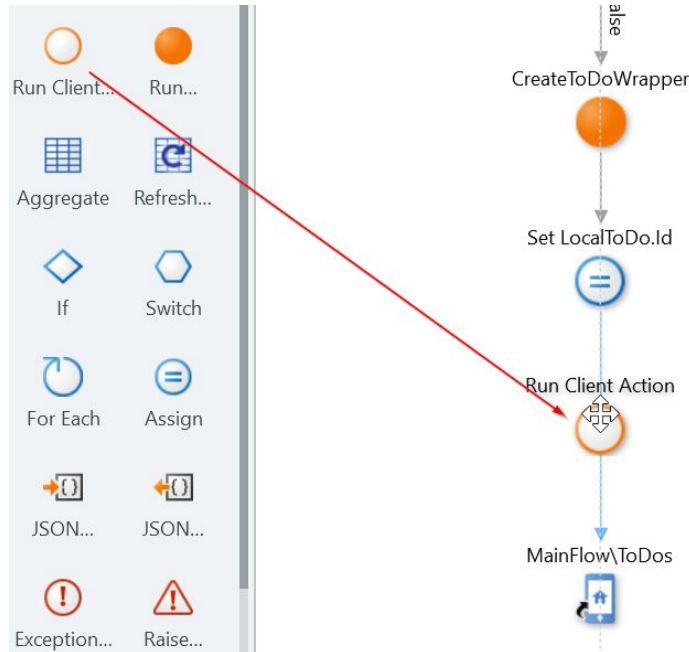 Run Client...
Run...
Aggregate
Refresh...
If
Switch
For Each
Assign
JSON...
JSON...
Exception...
Raise...
alse
CreateToDoWrapper
Set LocalToDo.Id
Run Client Action
MainFlow\ToDos